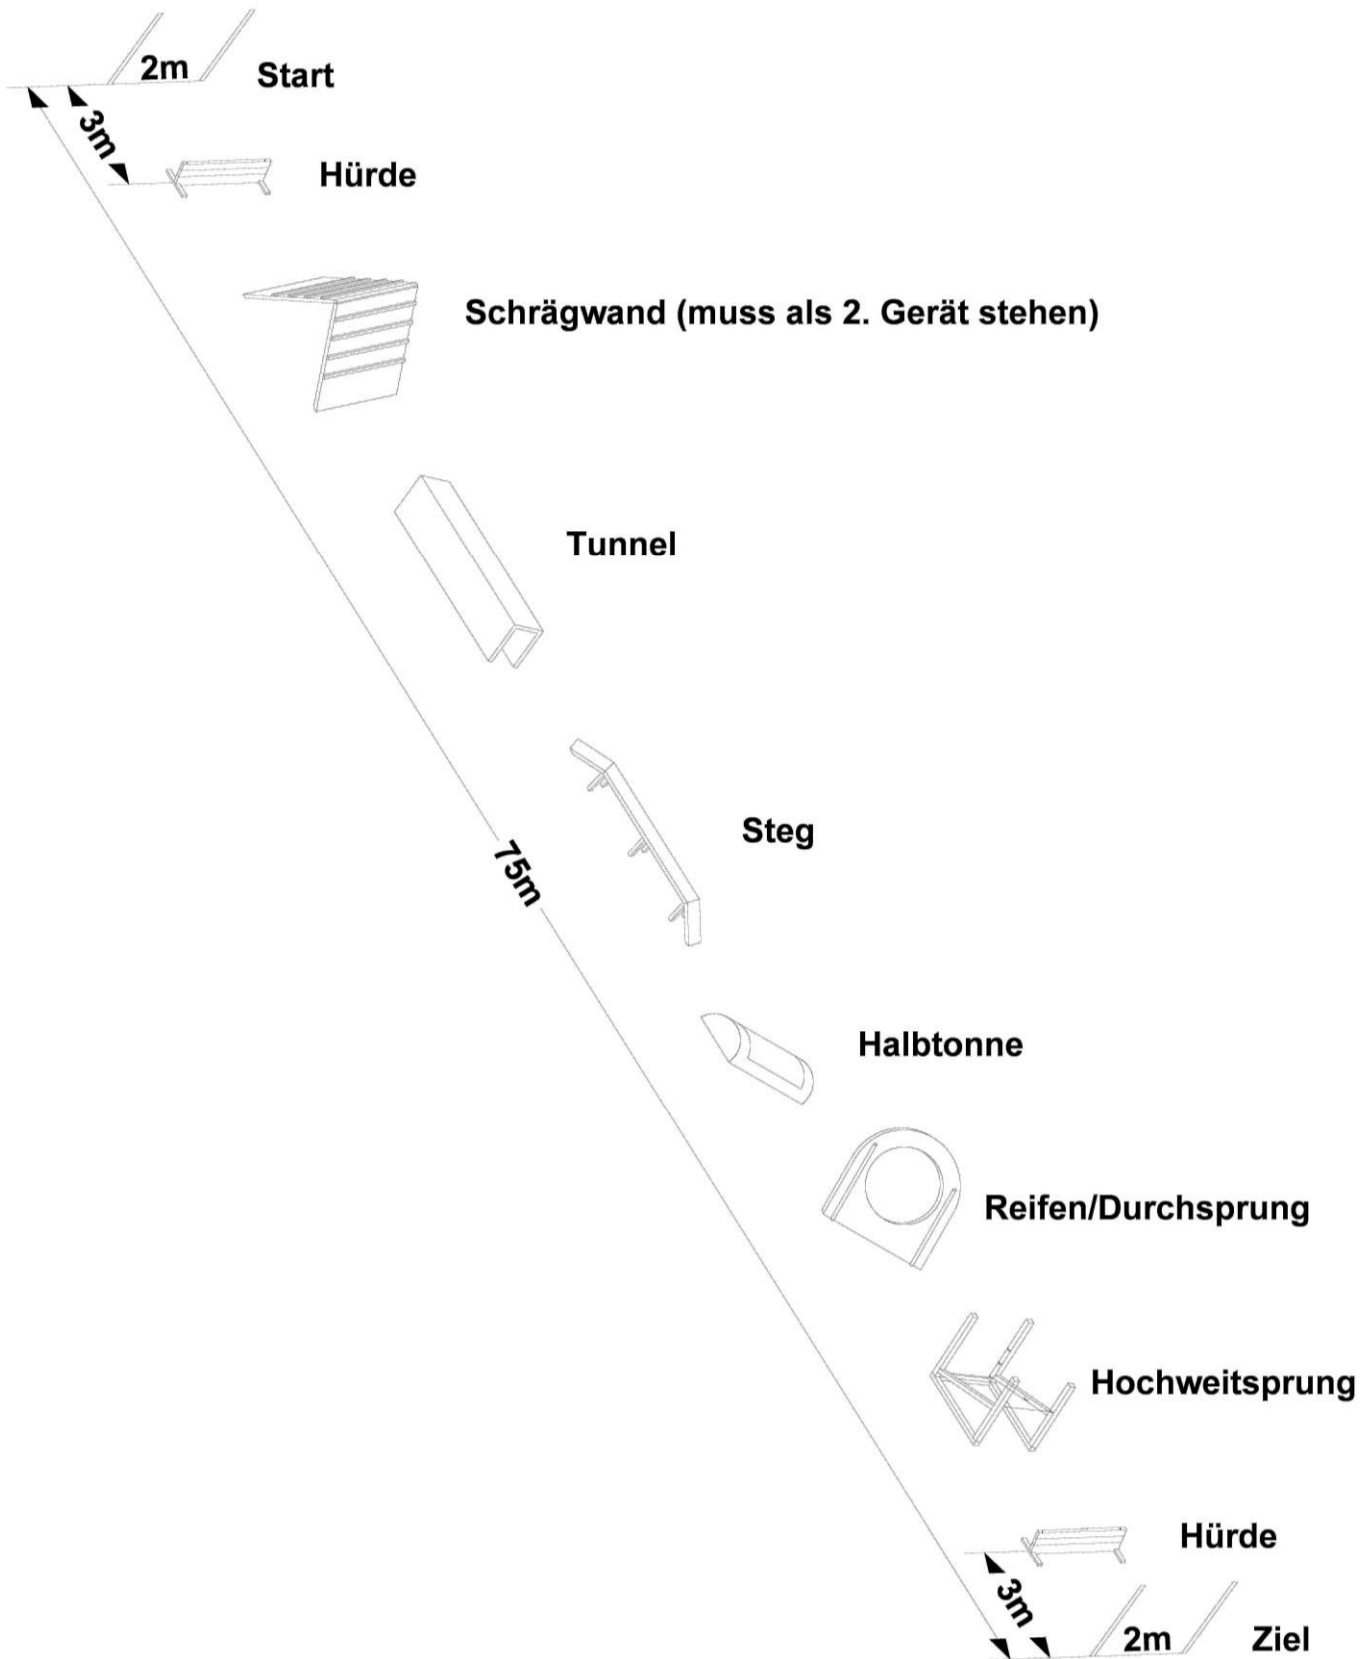 2m
Start
3m
Hürde
Schrägwand (muss als 2. Gerät stehen)
Tunnel
Steg
75m
Halbtonne
Reifen/Durchsprung
Hochweitsprung
Hürde
3m
2m
Ziel